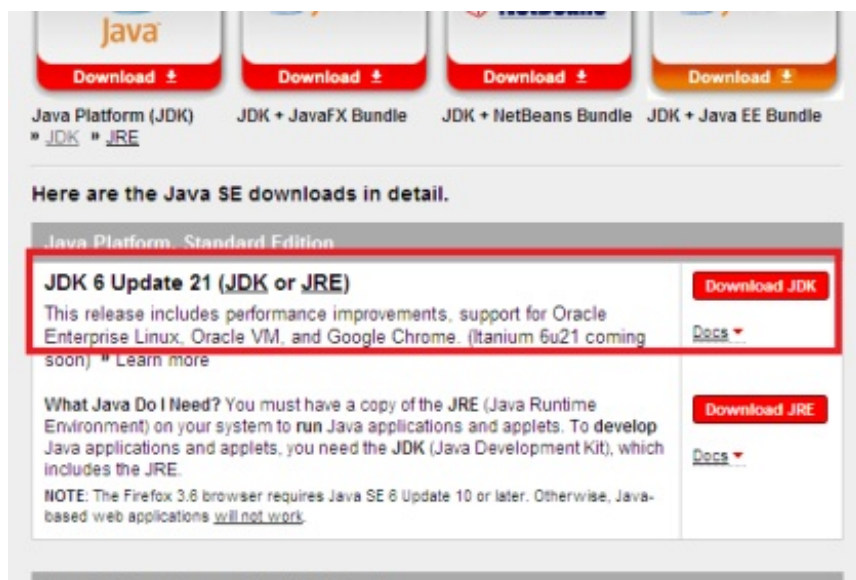 Java
NetBeans
Download Download Download Download
Java Platform (JDK) JDK + JavaFX Bundle JDK + NetBeans Bundle JDK + Java EE Bundle
» JDK » JRE
Here are the Java SE downloads in detail.
Java Platform, Standard Edition
JDK 6 Update 21 (JDK or JRE)
Download JDK
This release includes performance improvements, support for Oracle
Enterprise Linux, Oracle VM, and Google Chrome. (Itanium 6u21 coming
Docs
soon) » Learn more
What Java Do I Need? You must have a copy of the JRE (Java Runtime
Download JRE
Environment) on your system to run Java applications and applets. To develop
Java applications and applets, you need the JDK (Java Development Kit), which
Docs
includes the JRE.
NOTE: The Firefox 3.6 browser requires Java SE 6 Update 10 or later. Otherwise, Java-
based web applications will not work.